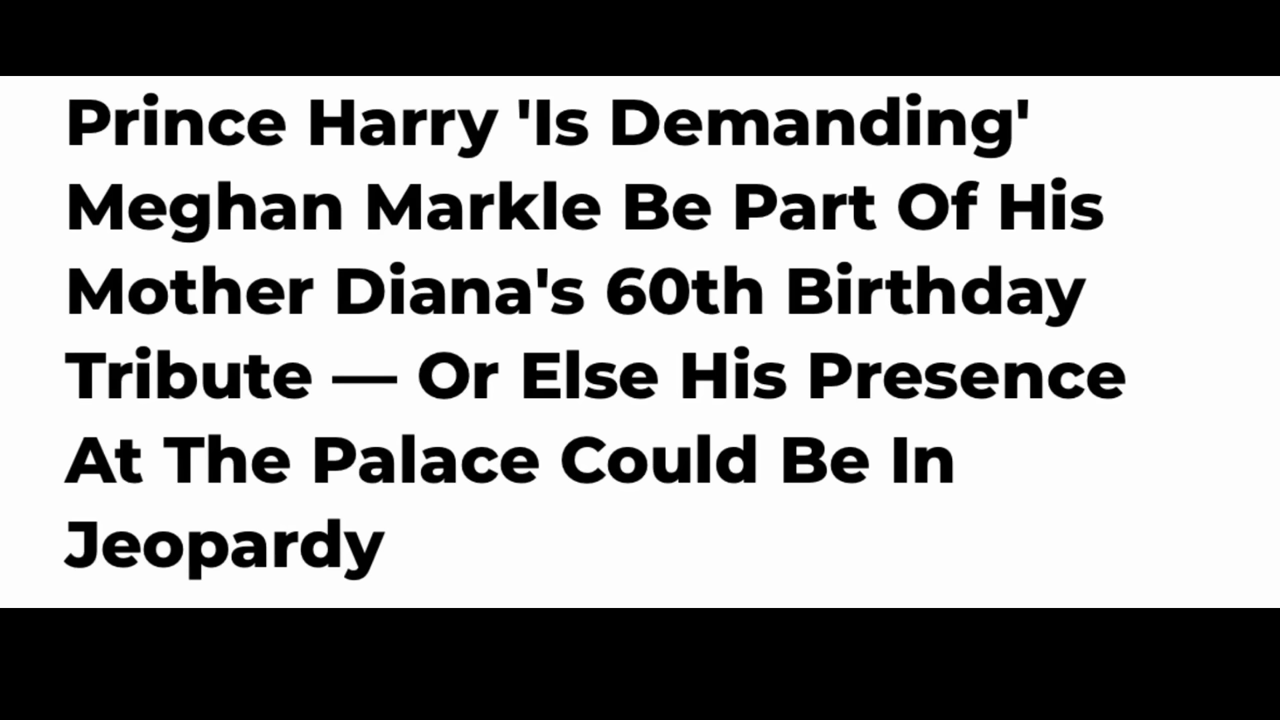 Prince Harry 'Is Demanding'
Meghan Markle Be Part Of His
Mother Diana's 60th Birthday
Tribute — Or Else His Presence
At The Palace Could Be In
Jeopardy